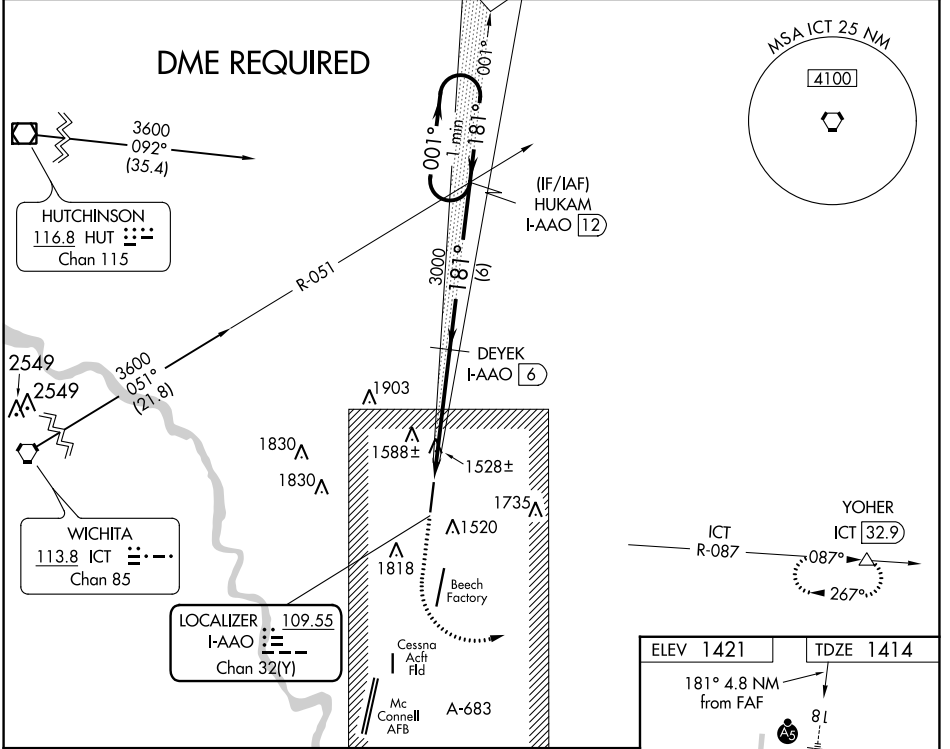 DME REQUIRED
MSA ICT 25 NM
4100
001°
001°
1 min
181°
3600
092°
(35.4)
(IF/IAF)
HUKAM
I-AAO 12
HUTCHINSON
116.8 HUT
Chan 115
R-051
3000
181°
(6)
DEYEK
I-AAO 6
3600
051°
(21.8)
2549
2549
1903
1830
1588±
1528±
1830
1735
1520
1818
WICHITA
113.8 ICT
Chan 85
YOHER
ICT 32.9
ICT
R-087
087°
267°
Beech
Factory
LOCALIZER 109.55
I-AAO
Chan 32(Y)
Cessna
Acft
Fld
Mc
Connell
AFB
A-683
ELEV 1421
TDZE 1414
181° 4.8 NM
from FAF
18
A5